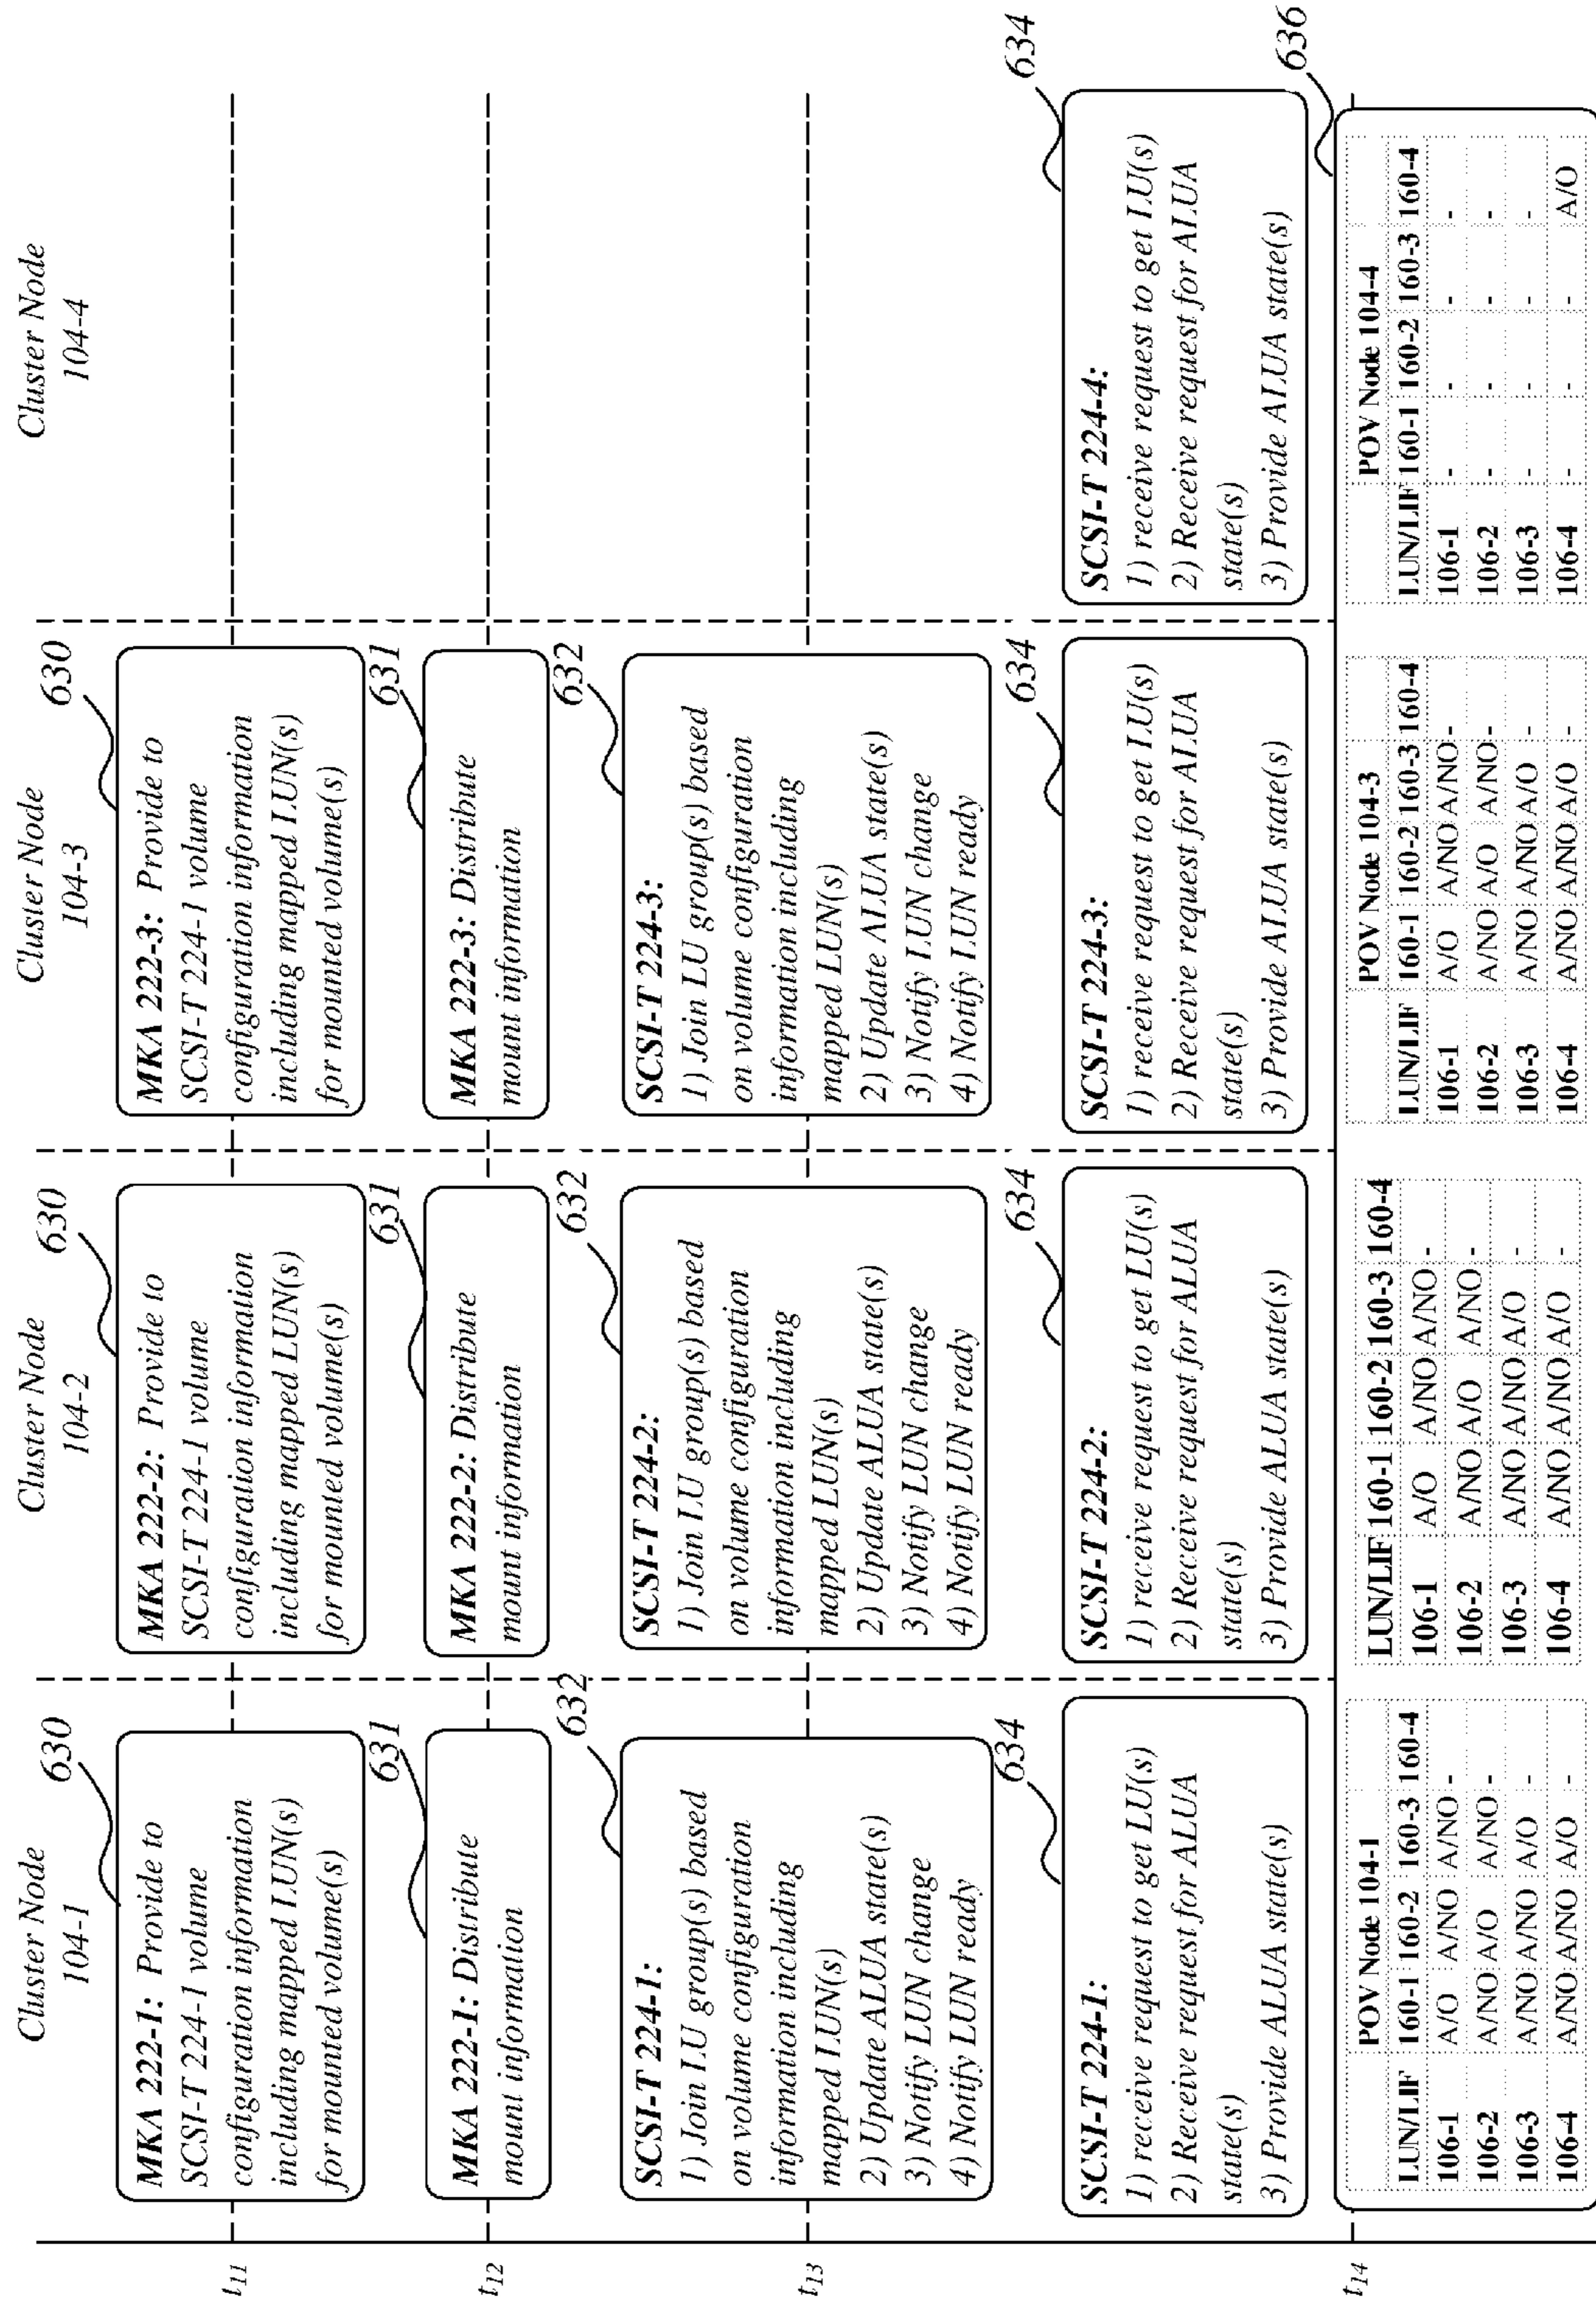 Cluster Node
104-1
Cluster Node
104-2
Cluster Node
104-3
Cluster Node
104-4
t11
630
MKA 222-1: Provide to
SCSI-T 224-1 volume
configuration information
including mapped LUN(s)
for mounted volume(s)
630
MKA 222-2: Provide to
SCSI-T 224-1 volume
configuration information
including mapped LUN(s)
for mounted volume(s)
630
MKA 222-3: Provide to
SCSI-T 224-1 volume
configuration information
including mapped LUN(s)
for mounted volume(s)
t12
631
MKA 222-1: Distribute
mount information
631
MKA 222-2: Distribute
mount information
631
MKA 222-3: Distribute
mount information
t13
632
SCSI-T 224-1:
1) Join LU group(s) based
on volume configuration
information including
mapped LUN(s)
2) Update ALUA state(s)
3) Notify LUN change
4) Notify LUN ready
632
SCSI-T 224-2:
1) Join LU group(s) based
on volume configuration
information including
mapped LUN(s)
2) Update ALUA state(s)
3) Notify LUN change
4) Notify LUN ready
632
SCSI-T 224-3:
1) Join LU group(s) based
on volume configuration
information including
mapped LUN(s)
2) Update ALUA state(s)
3) Notify LUN change
4) Notify LUN ready
634
SCSI-T 224-1:
1) receive request to get LU(s)
2) Receive request for ALUA
state(s)
3) Provide ALUA state(s)
634
SCSI-T 224-2:
1) receive request to get LU(s)
2) Receive request for ALUA
state(s)
3) Provide ALUA state(s)
634
SCSI-T 224-3:
1) receive request to get LU(s)
2) Receive request for ALUA
state(s)
3) Provide ALUA state(s)
634
SCSI-T 224-4:
1) receive request to get LU(s)
2) Receive request for ALUA
state(s)
3) Provide ALUA state(s)
t14
636
POV Node 104-1
LUN/LIF 160-1 160-2 160-3 160-4
106-1 A/O A/NO A/NO -
106-2 A/NO A/O A/NO -
106-3 A/NO A/NO A/O -
106-4 A/NO A/NO A/O -
LUN/LIF 160-1 160-2 160-3 160-4
106-1 A/O A/NO A/NO -
106-2 A/NO A/O A/NO -
106-3 A/NO A/NO A/O -
106-4 A/NO A/NO A/O -
POV Node 104-3
LUN/LIF 160-1 160-2 160-3 160-4
106-1 A/O A/NO A/NO -
106-2 A/NO A/O A/NO -
106-3 A/NO A/NO A/O -
106-4 A/NO A/NO A/O -
POV Node 104-4
LUN/LIF 160-1 160-2 160-3 160-4
106-1 - - - -
106-2 - - - -
106-3 - - - -
106-4 - - - A/O